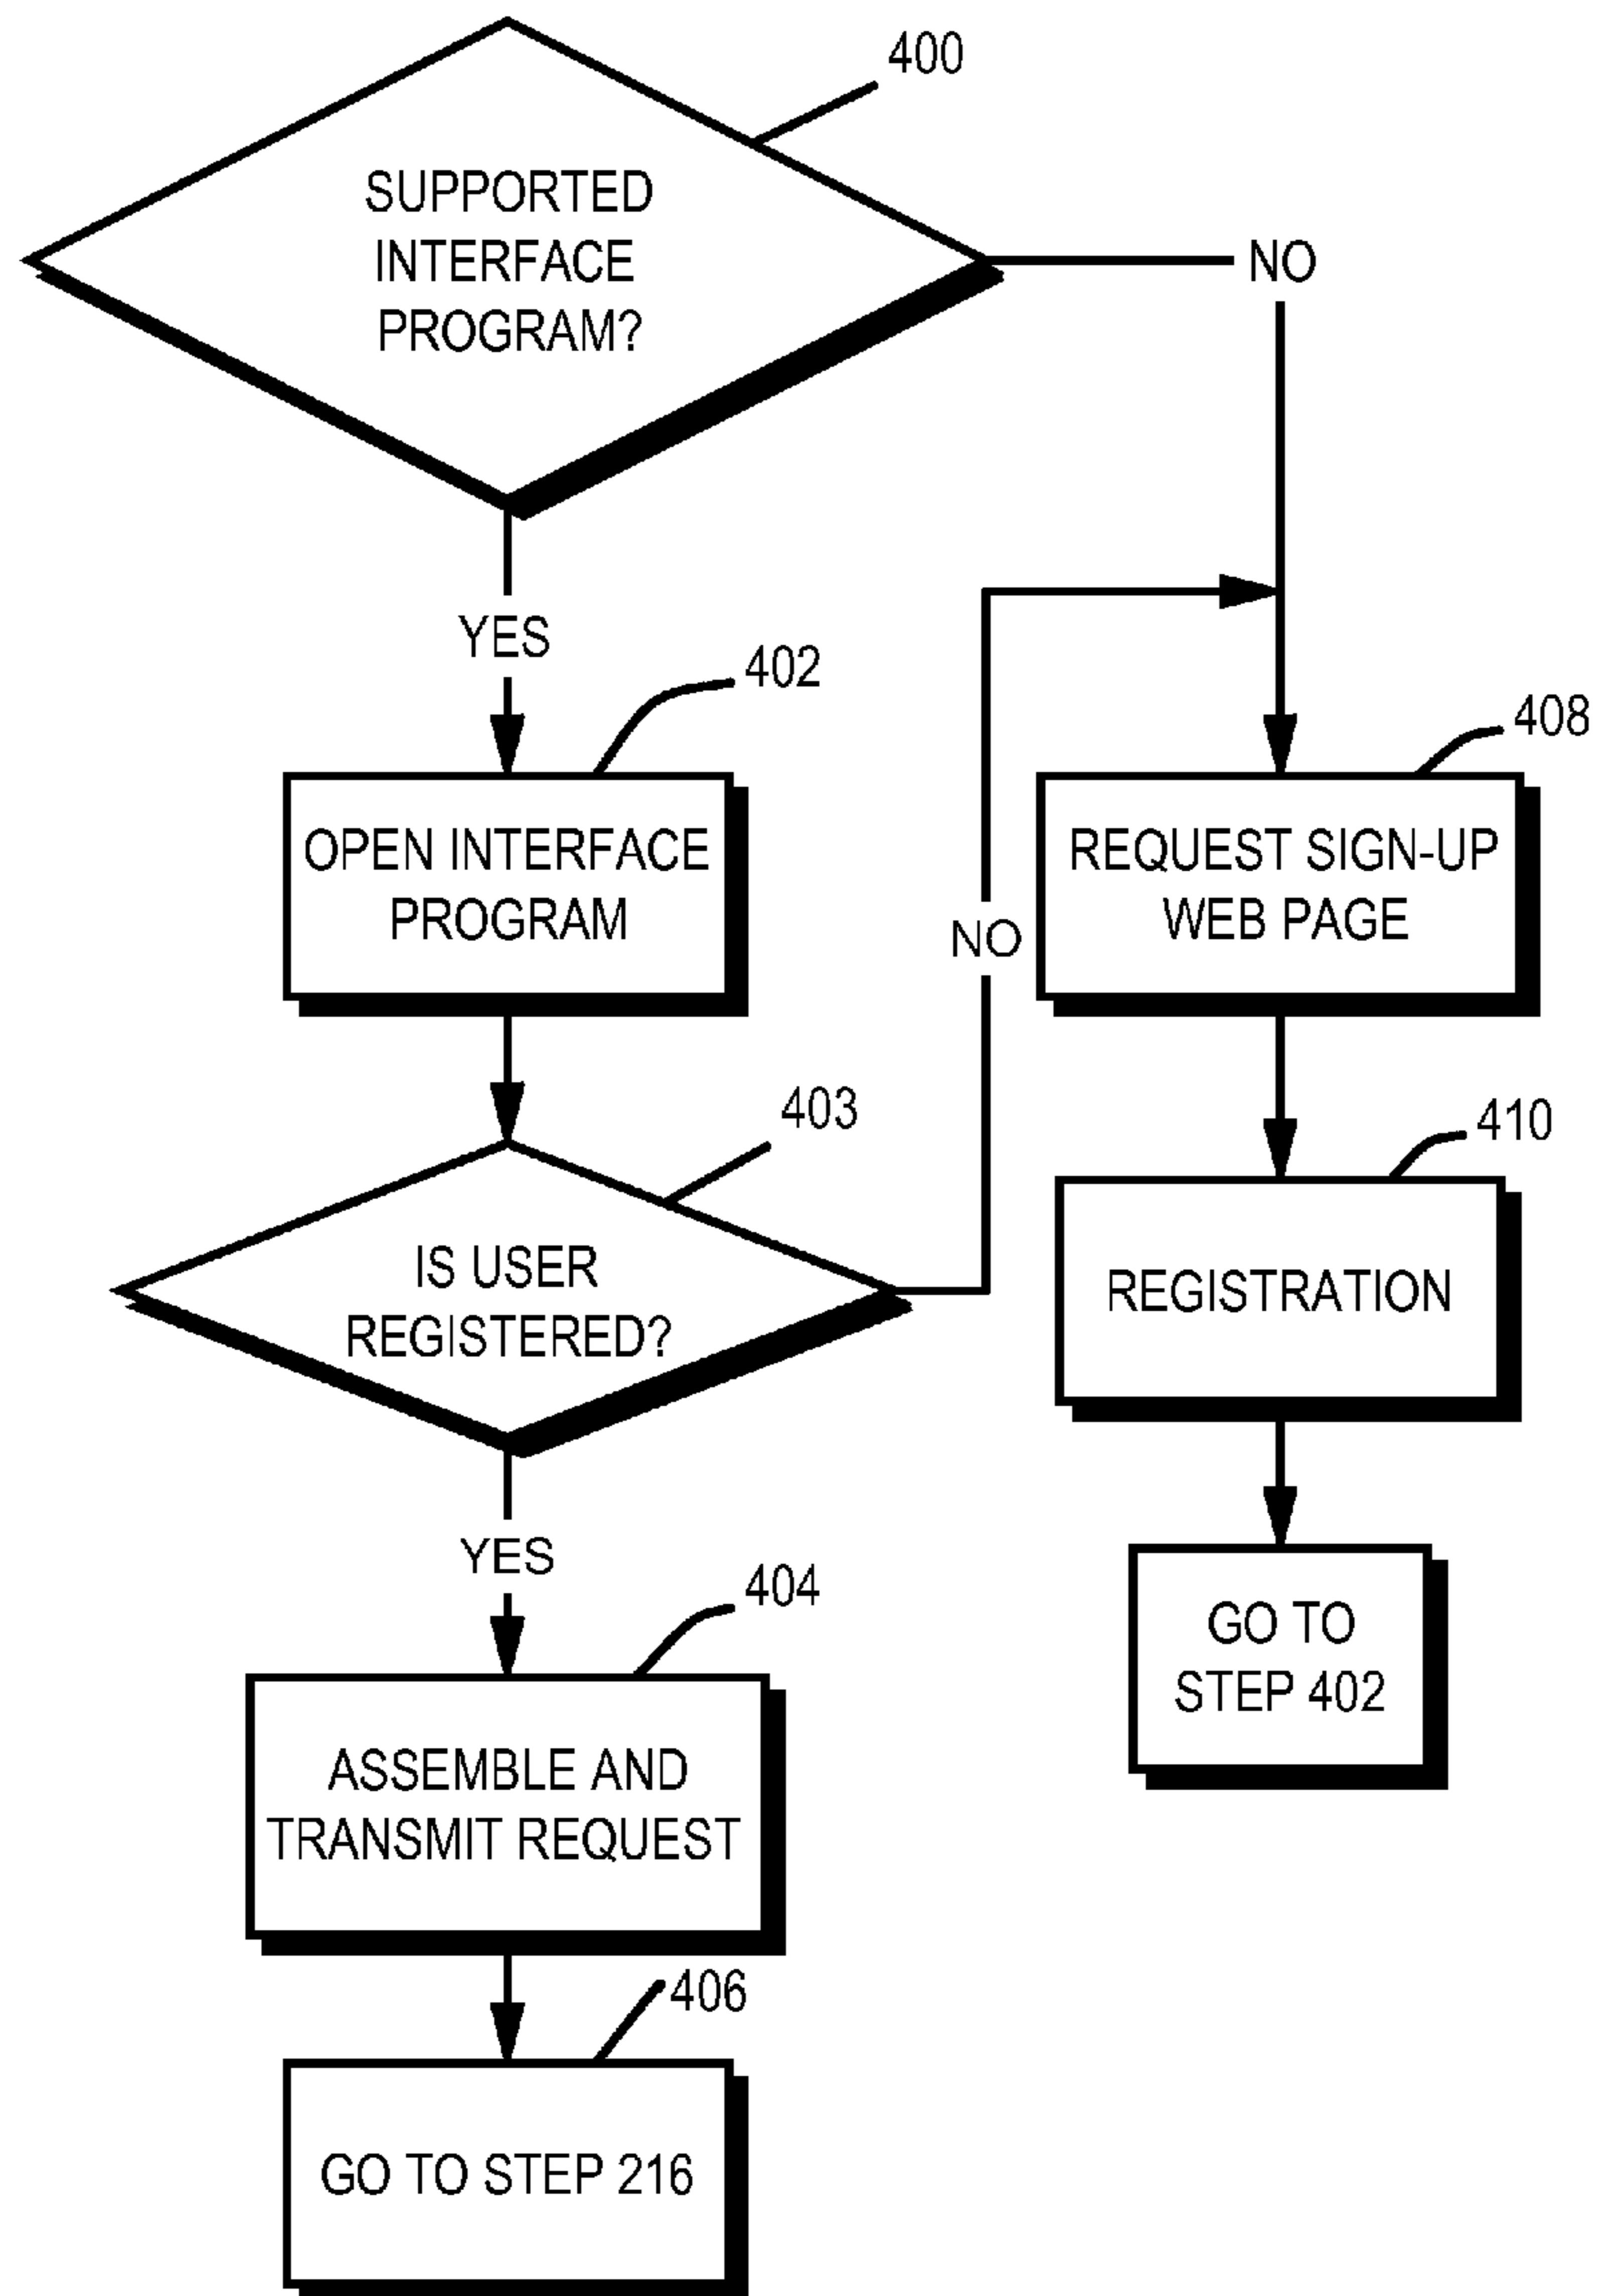 400
SUPPORTED
INTERFACE
PROGRAM?
NO
YES
402
OPEN INTERFACE
PROGRAM
408
REQUEST SIGN-UP
WEB PAGE
NO
403
IS USER
REGISTERED?
410
REGISTRATION
YES
404
ASSEMBLE AND
TRANSMIT REQUEST
GO TO
STEP 402
406
GO TO STEP 216